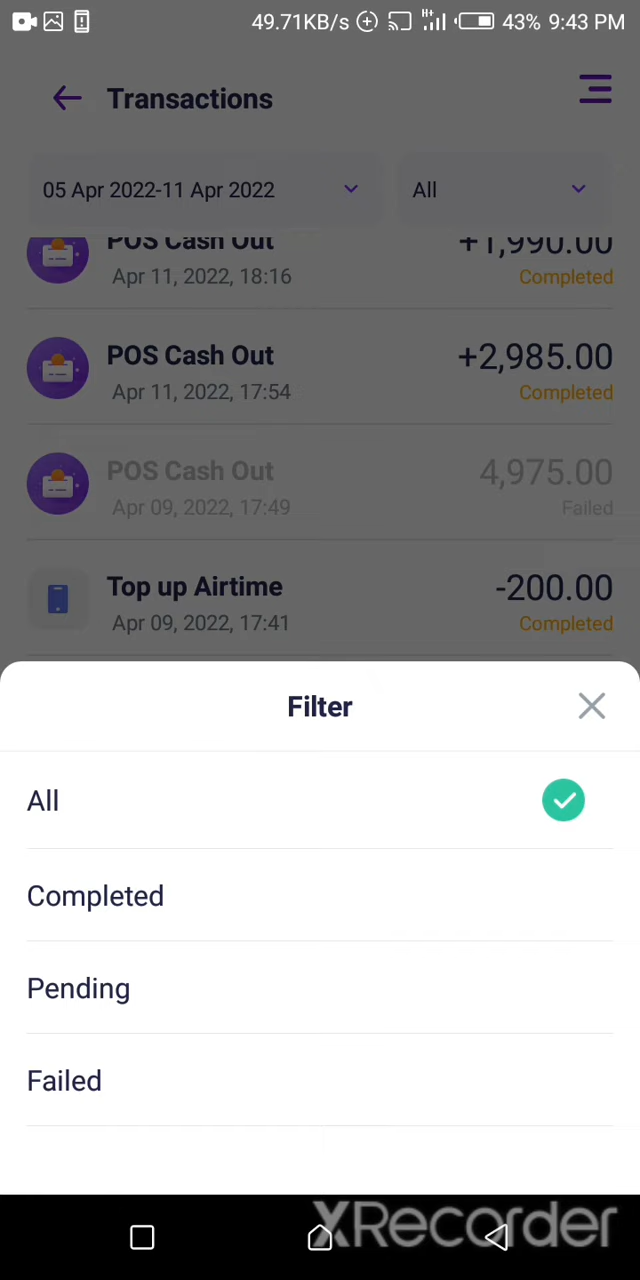 49.71KB/s H+ 43% 9:43 PM
Transactions
05 Apr 2022-11 Apr 2022 All
POS Cash Out +1,990.00
Apr 11, 2022, 18:16 Completed
POS Cash Out +2,985.00
Apr 11, 2022, 17:54 Completed
POS Cash Out 4,975.00
Apr 09, 2022, 17:49 Failed
Top up Airtime -200.00
Apr 09, 2022, 17:41 Completed
Filter
All
Completed
Pending
Failed
XRecorder